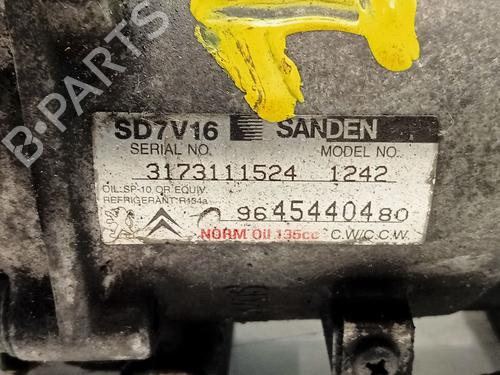 B-PARTS
SD7V16 SANDEN
SERIAL NO. MODEL NO.
3173111524 1242
OIL:SP-10 OR EQUIV.
REFRIGERANT:R134a
9645440480
NORM Oil 135cc C.W/C.C.W.